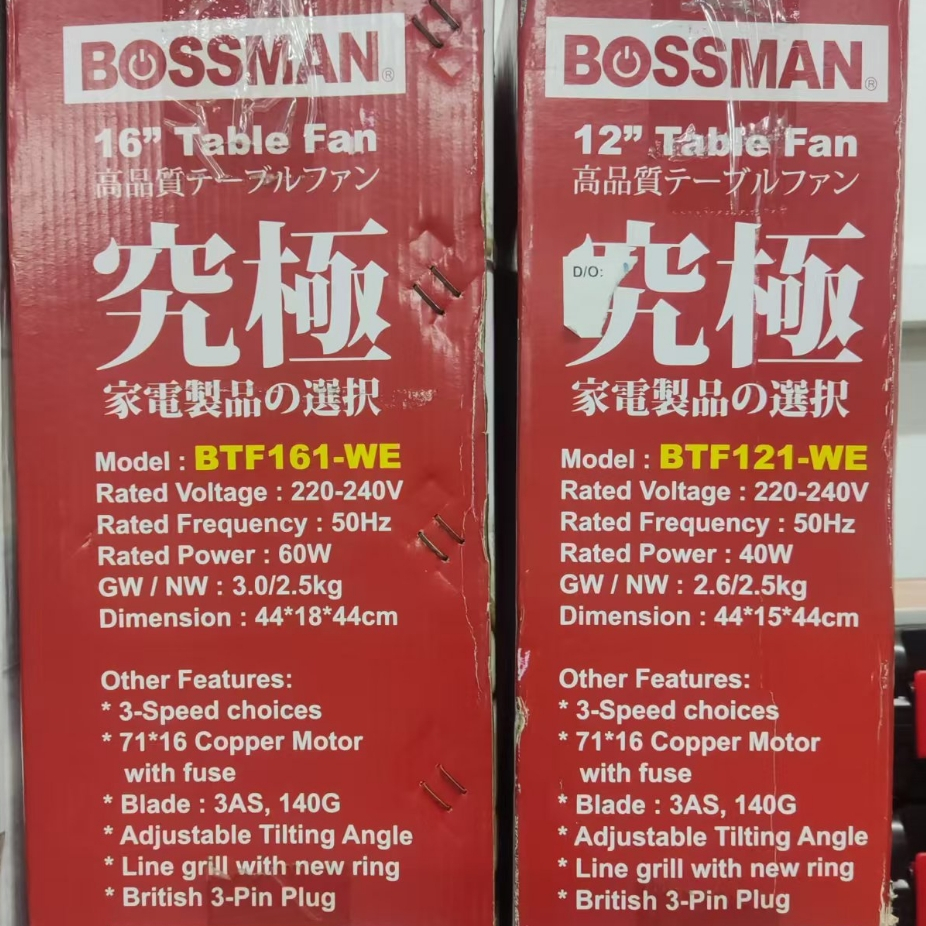 BOSSMAN®
16” Table Fan
高品質テーブルファン
究極
家電製品の選択
Model : BTF161-WE
Rated Voltage : 220-240V
Rated Frequency : 50Hz
Rated Power : 60W
GW / NW : 3.0/2.5kg
Dimension : 44*18*44cm
Other Features:
* 3-Speed choices
* 71*16 Copper Motor
with fuse
* Blade : 3AS, 140G
* Adjustable Tilting Angle
* Line grill with new ring
* British 3-Pin Plug
BOSSMAN®
12” Table Fan
高品質テーブルファン
D/O:
究極
家電製品の選択
Model : BTF121-WE
Rated Voltage : 220-240V
Rated Frequency : 50Hz
Rated Power : 40W
GW / NW : 2.6/2.5kg
Dimension : 44*15*44cm
Other Features:
* 3-Speed choices
* 71*16 Copper Motor
with fuse
* Blade : 3AS, 140G
* Adjustable Tilting Angle
* Line grill with new ring
* British 3-Pin Plug